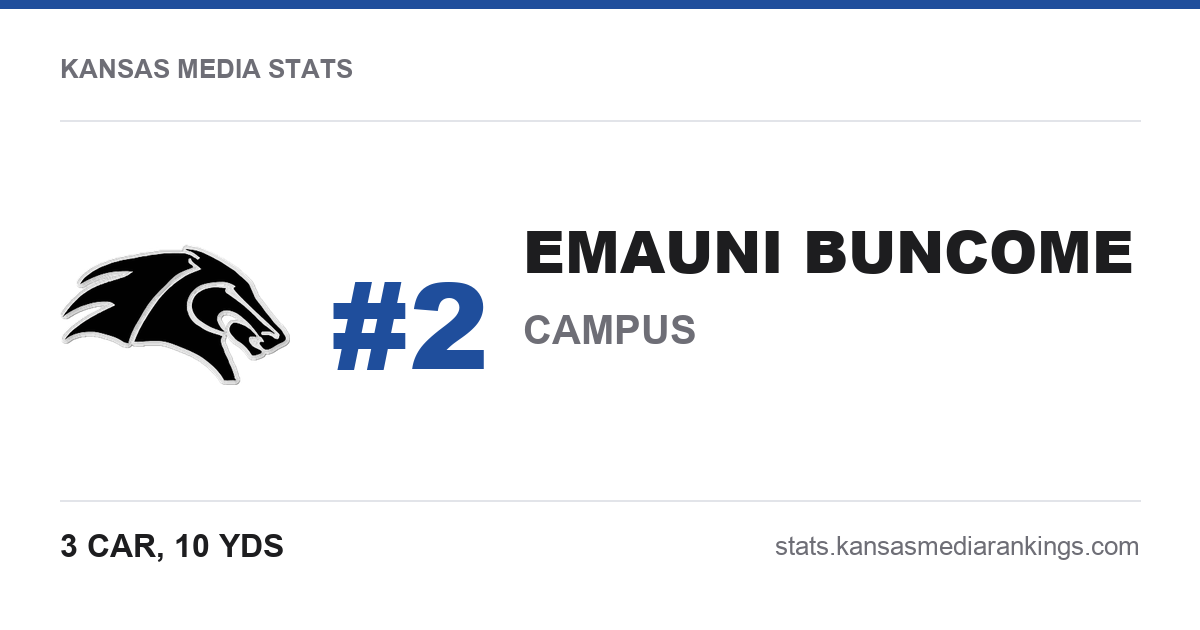 KANSAS MEDIA STATS
#2
EMAUNI BUNCOME
CAMPUS
3 CAR, 10 YDS
stats.kansasmediarankings.com